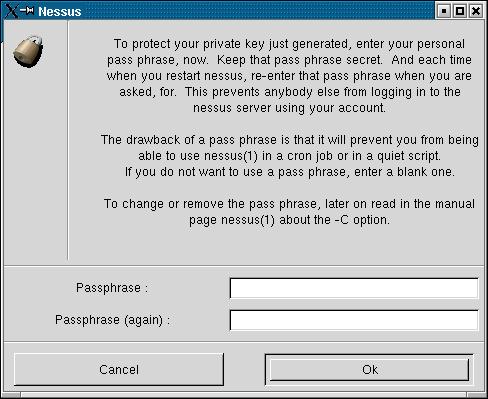 Nessus
To protect your private key just generated, enter your personal
pass phrase, now. Keep that pass phrase secret. And each time
when you restart nessus, re-enter that pass phrase when you are
asked, for. This prevents anybody else from logging in to the
nessus server using your account.
The drawback of a pass phrase is that it will prevent you from being
able to use nessus(1) in a cron job or in a quiet script.
If you do not want to use a pass phrase, enter a blank one.
To change or remove the pass phrase, later on read in the manual
page nessus(1) about the -C option.
Passphrase :
Passphrase (again) :
Cancel
Ok